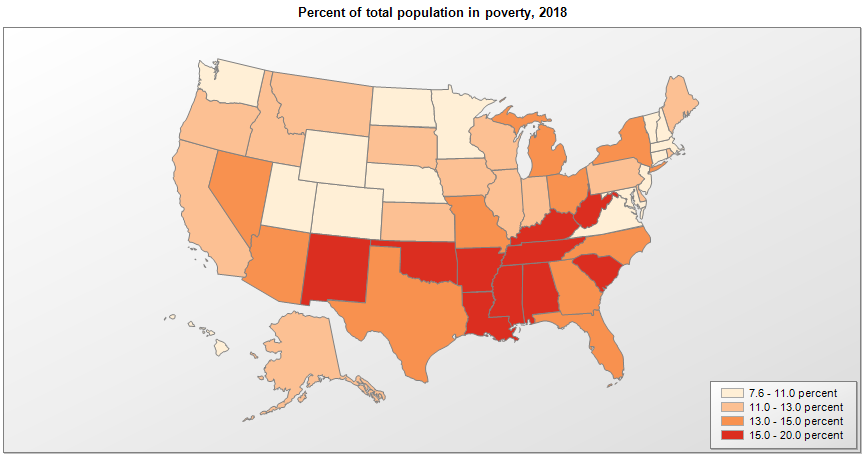 Percent of total population in poverty, 2018
7.6 - 11.0 percent
11.0 - 13.0 percent
13.0 - 15.0 percent
15.0 - 20.0 percent